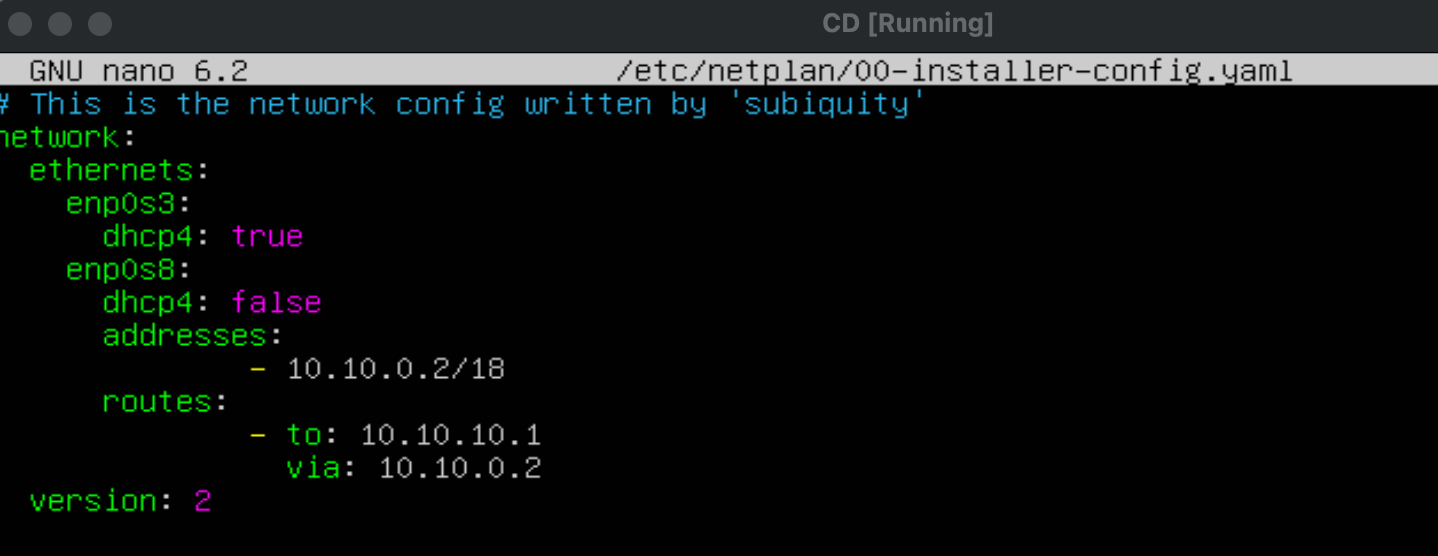 CD [Running]
GNU nano 6.2 /etc/netplan/00-installer-config.yaml
# This is the network config written by 'subiquity'
network:
  ethernets:
    enp0s3:
      dhcp4: true
    enp0s8:
      dhcp4: false
      addresses:
              - 10.10.0.2/18
      routes:
              - to: 10.10.10.1
                via: 10.10.0.2
  version: 2